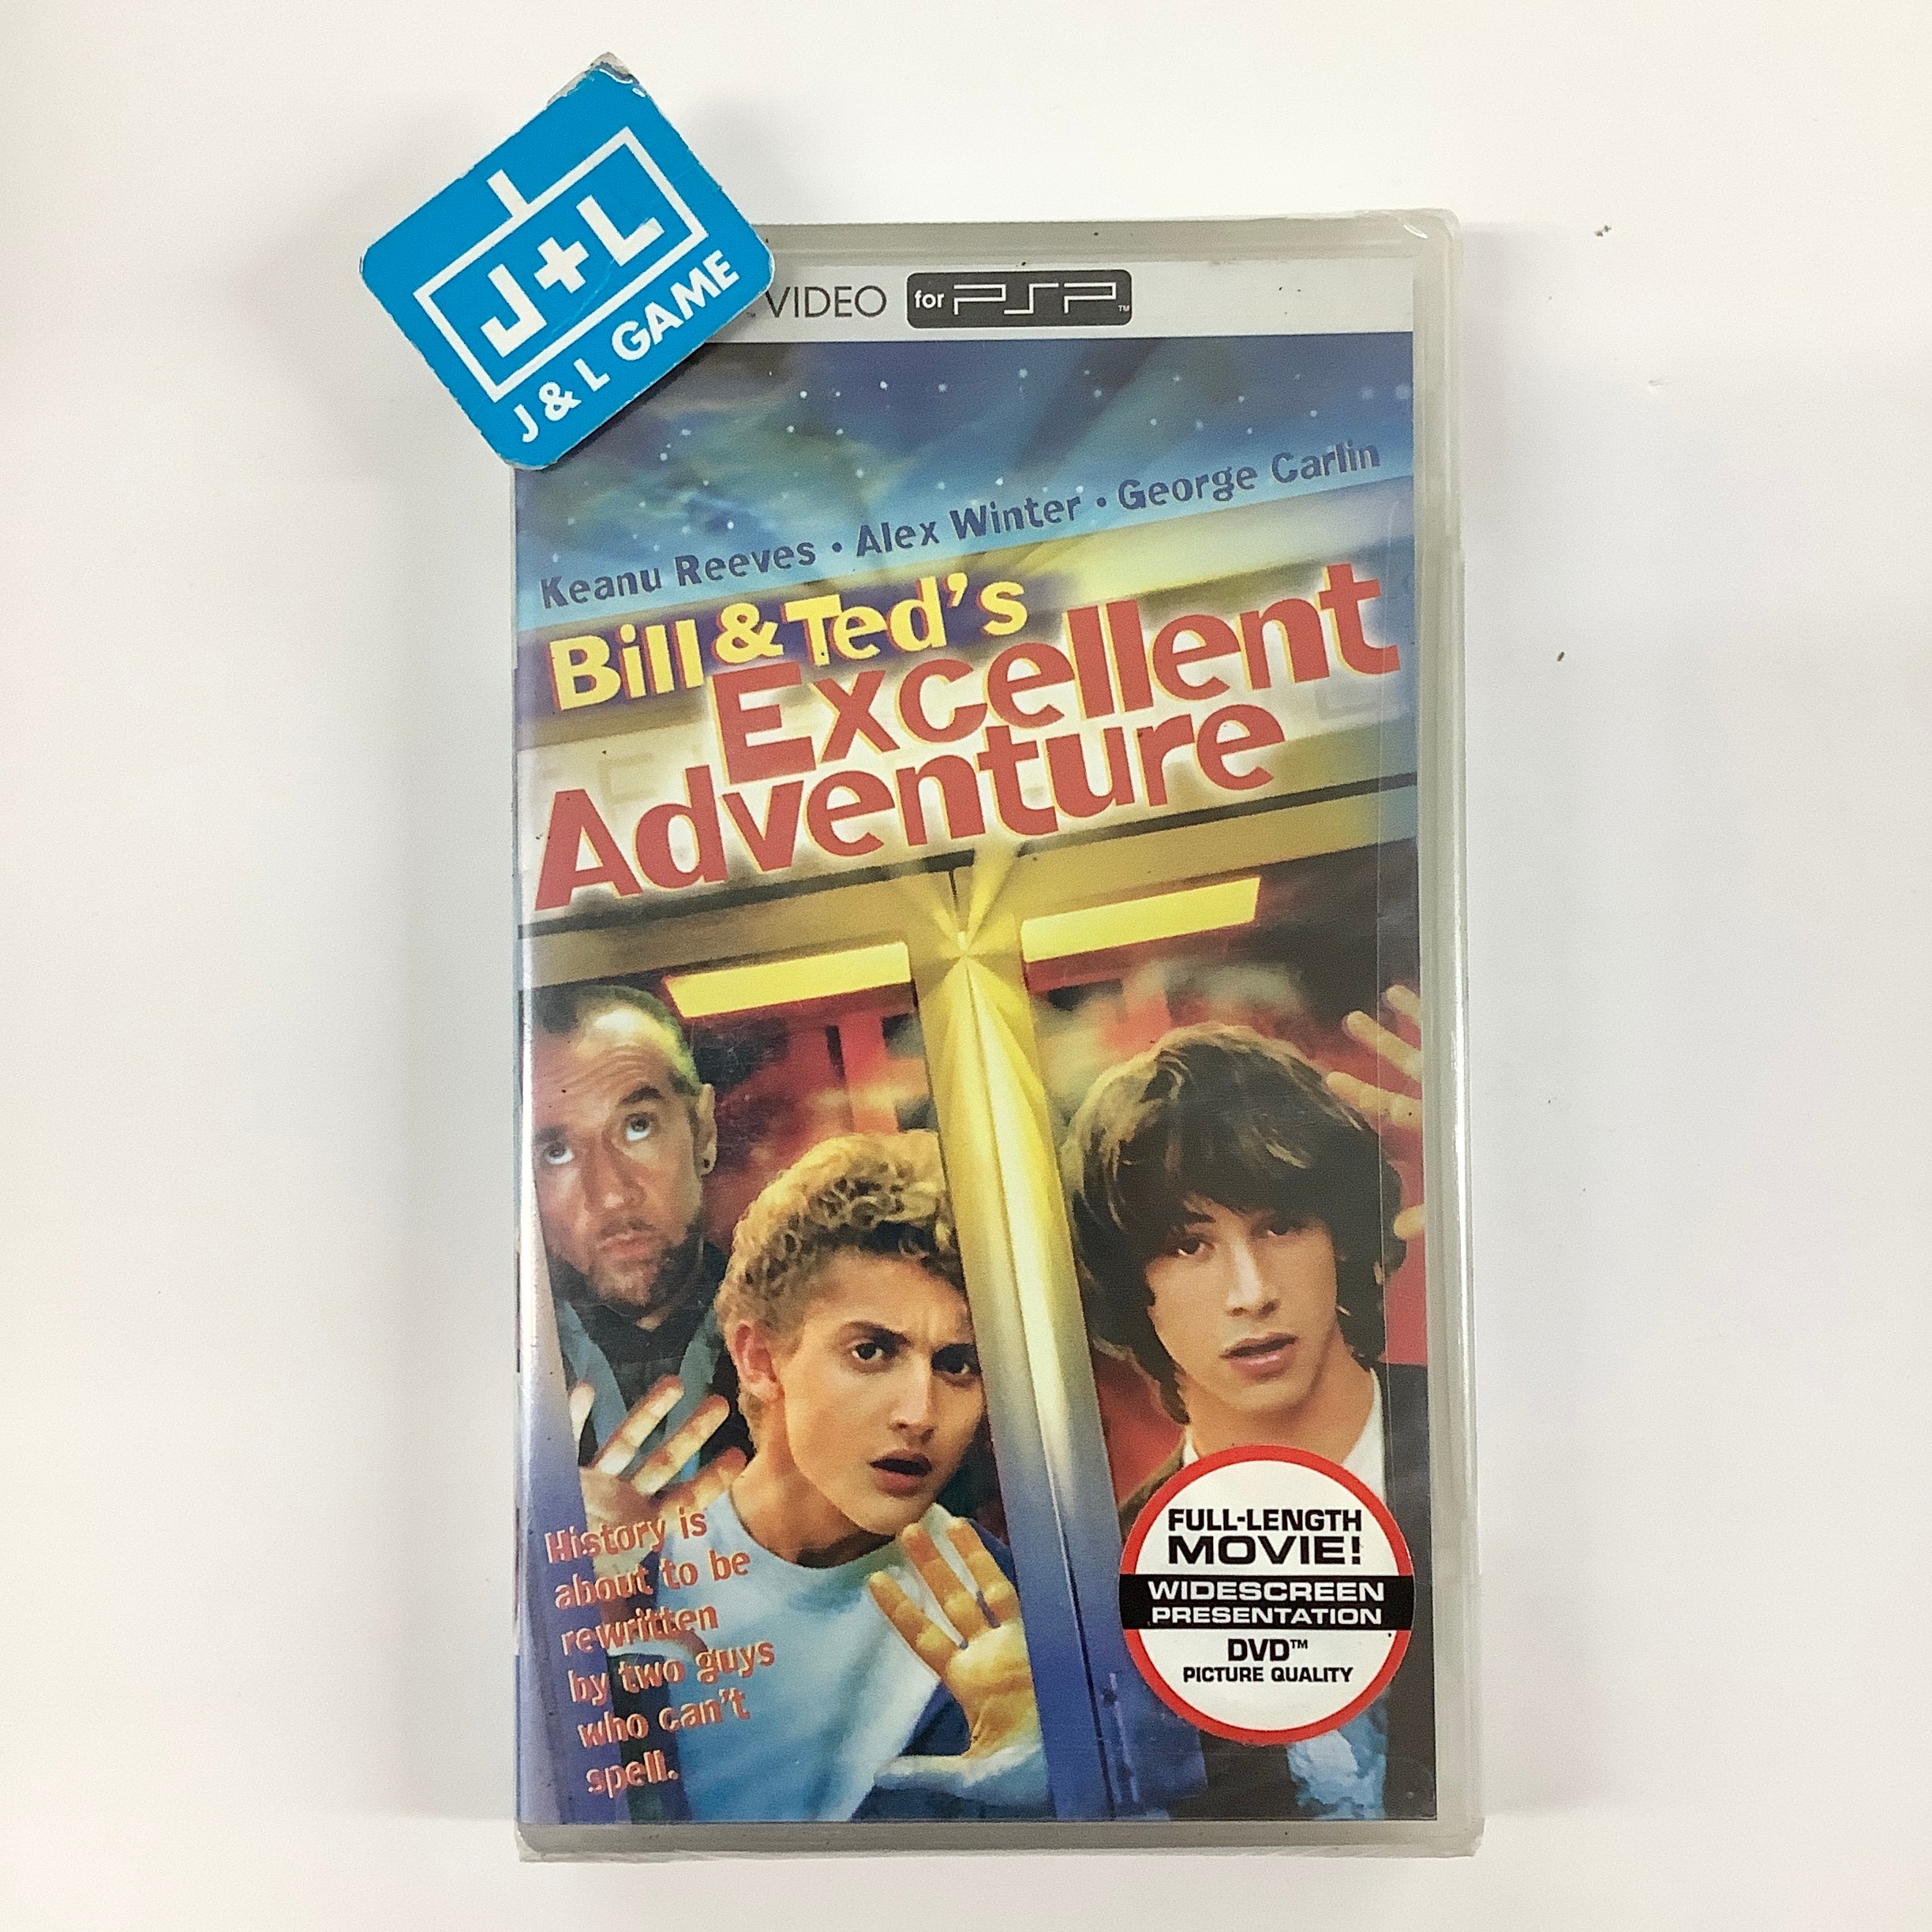 J+L
J & L GAME
VIDEO for PSP™
Keanu Reeves • Alex Winter • George Carlin
Bill & Ted's
Excellent
Adventure
History is
about to be
rewritten
by two guys
who can't
spell.
FULL-LENGTH
MOVIE!
WIDESCREEN
PRESENTATION
DVD™
PICTURE QUALITY